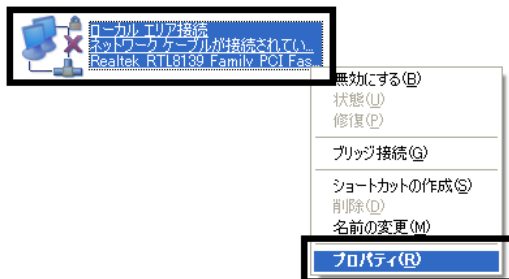 ローカル エリア接続
ネットワーク ケーブルが接続されてい...
Realtek RTL8139 Family PCI Fas...
無効にする(B)
状態(U)
修復(P)
ブリッジ接続(G)
ショートカットの作成(S)
削除(D)
名前の変更(M)
プロパティ(R)